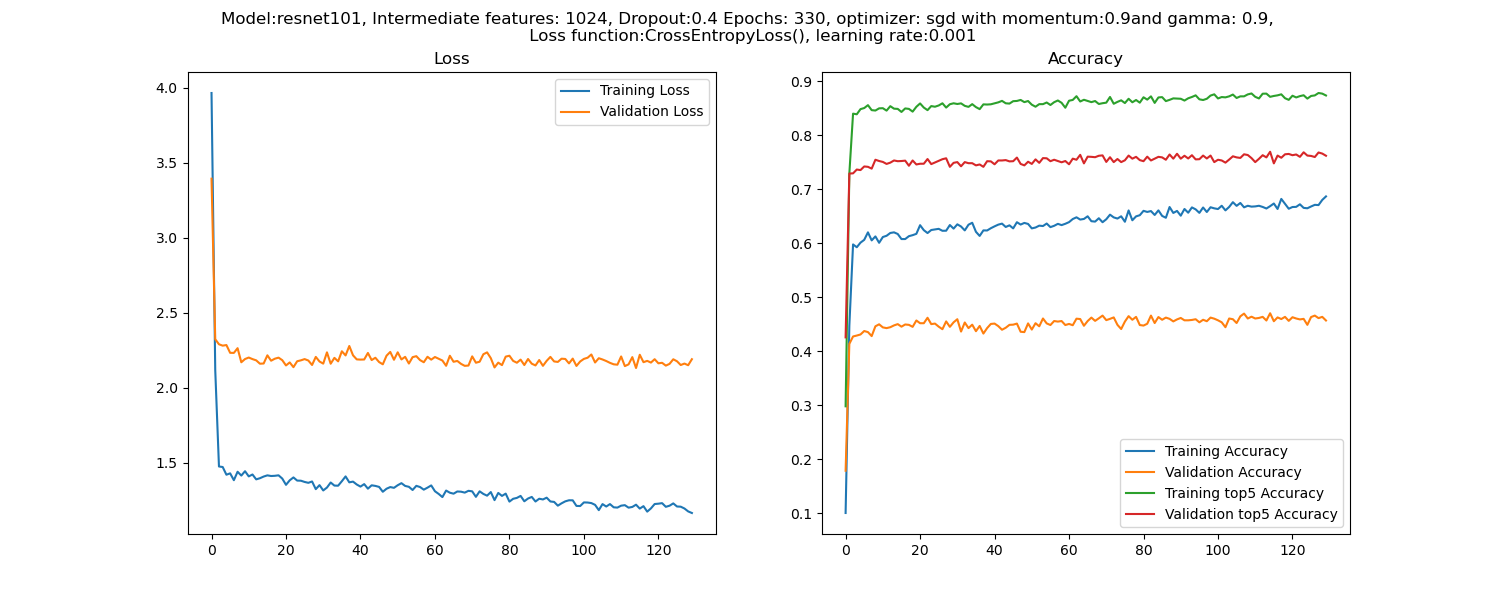 Model:resnet101, Intermediate features: 1024, Dropout:0.4 Epochs: 330, optimizer: sgd with momentum:0.9and gamma: 0.9,
Loss function:CrossEntropyLoss(), learning rate:0.001
Loss
4.0
3.5
3.0
2.5
2.0
1.5
0 20 40 60 80 100 120
Training Loss
Validation Loss
Accuracy
0.9
0.8
0.7
0.6
0.5
0.4
0.3
0.2
0.1
0 20 40 60 80 100 120
Training Accuracy
Validation Accuracy
Training top5 Accuracy
Validation top5 Accuracy